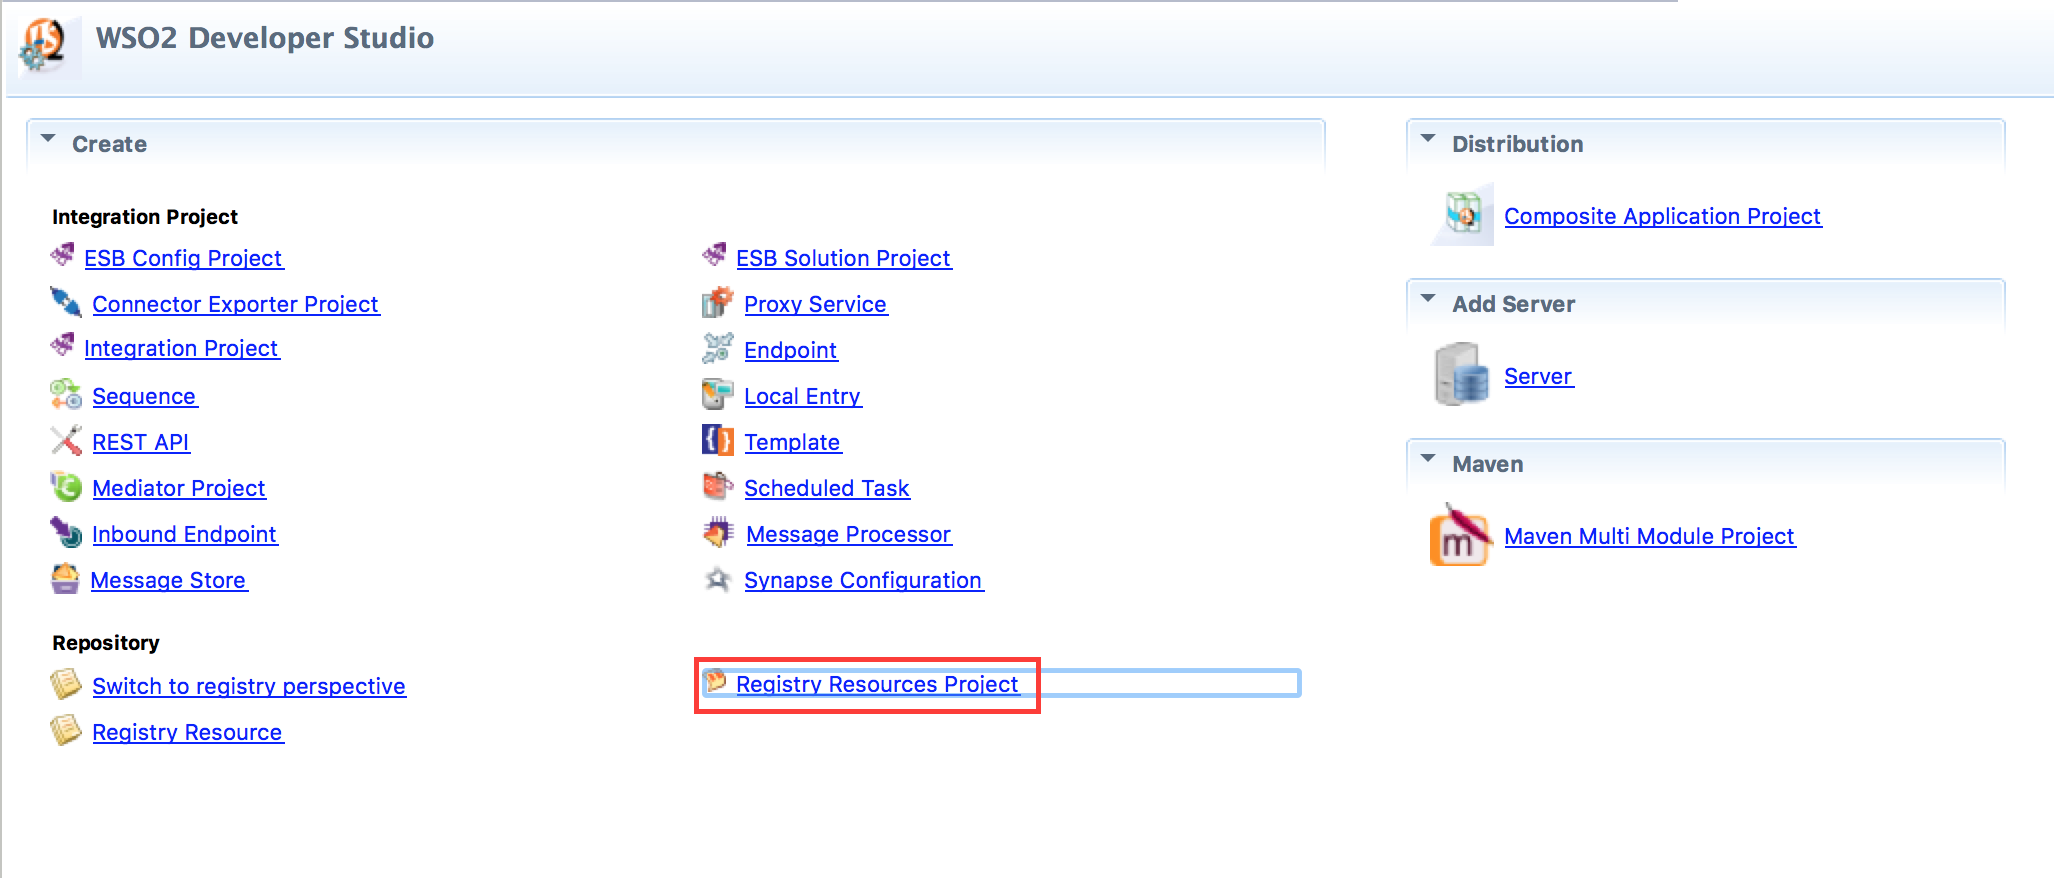 WSO2 Developer Studio
Create
Integration Project
ESB Config Project
ESB Solution Project
Connector Exporter Project
Proxy Service
Integration Project
Endpoint
Sequence
Local Entry
REST API
Template
Mediator Project
Scheduled Task
Inbound Endpoint
Message Processor
Message Store
Synapse Configuration
Repository
Switch to registry perspective
Registry Resources Project
Registry Resource
Distribution
Composite Application Project
Add Server
Server
Maven
m
Maven Multi Module Project